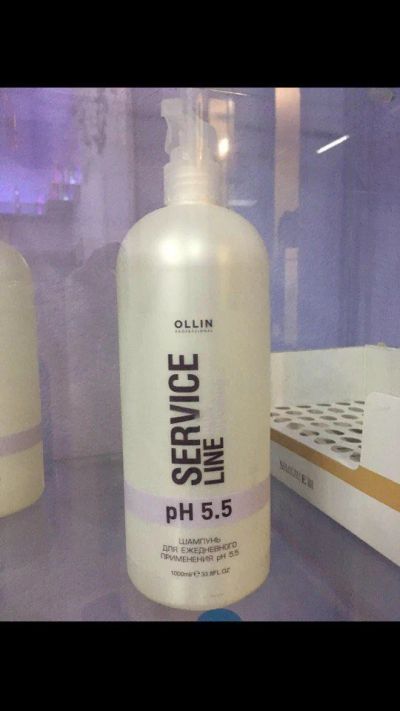 OLLIN
PROFESSIONAL
SERVICE
LINE
pH 5.5
ШАМПУНЬ
ДЛЯ ЕЖЕДНЕВНОГО
ПРИМЕНЕНИЯ pH 5.5
1000ml ℮ 33.8FL.OZ